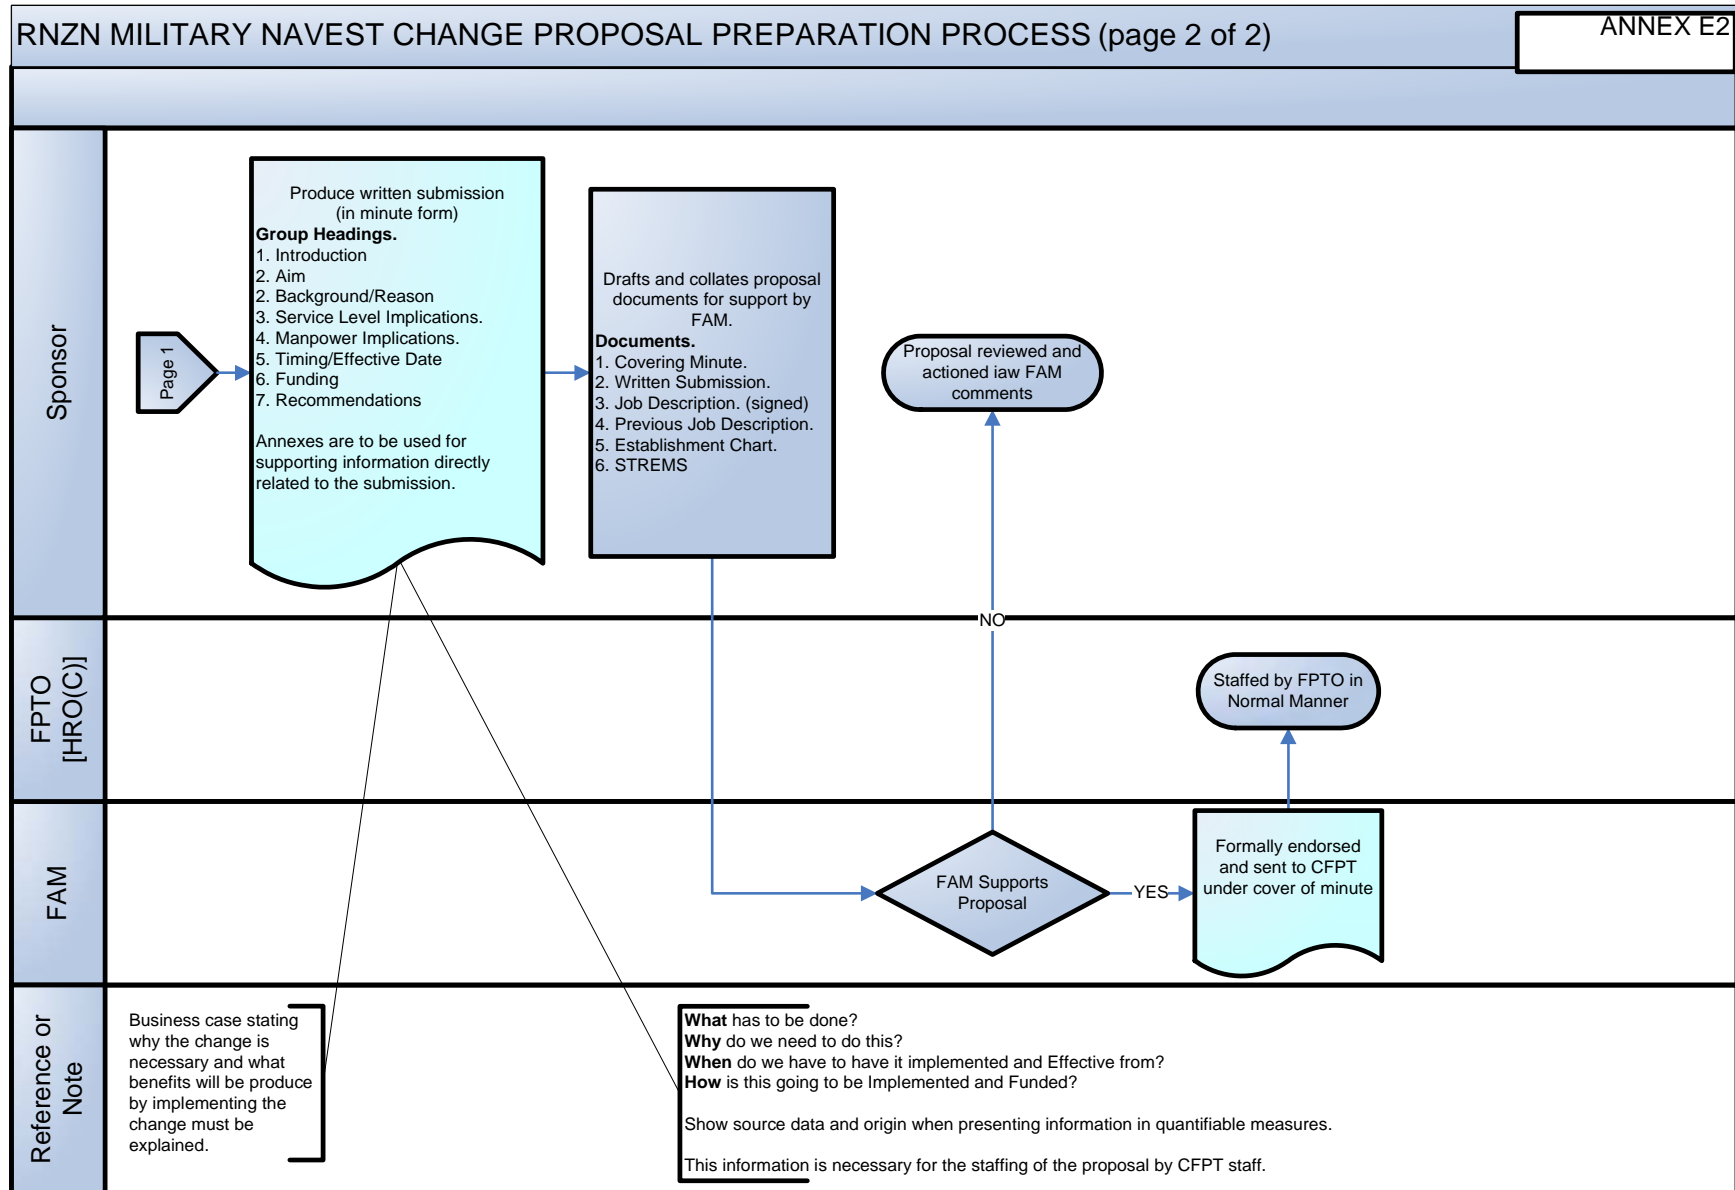 RNZN MILITARY NAVEST CHANGE PROPOSAL PREPARATION PROCESS (page 2 of 2)
ANNEX E2
Sponsor
Page 1
Produce written submission
(in minute form)
Group Headings.
1. Introduction
2. Aim
2. Background/Reason
3. Service Level Implications.
4. Manpower Implications.
5. Timing/Effective Date
6. Funding
7. Recommendations
Annexes are to be used for
supporting information directly
related to the submission.
Drafts and collates proposal
documents for support by
FAM.
Documents.
1. Covering Minute.
2. Written Submission.
3. Job Description. (signed)
4. Previous Job Description.
5. Establishment Chart.
6. STREMS
Proposal reviewed and
actioned iaw FAM
comments
NO
FPTO
[HRO(C)]
Staffed by FPTO in
Normal Manner
FAM
FAM Supports
Proposal
YES
Formally endorsed
and sent to CFPT
under cover of minute
Reference or
Note
Business case stating
why the change is
necessary and what
benefits will be produce
by implementing the
change must be
explained.
What has to be done?
Why do we need to do this?
When do we have to have it implemented and Effective from?
How is this going to be Implemented and Funded?
Show source data and origin when presenting information in quantifiable measures.
This information is necessary for the staffing of the proposal by CFPT staff.